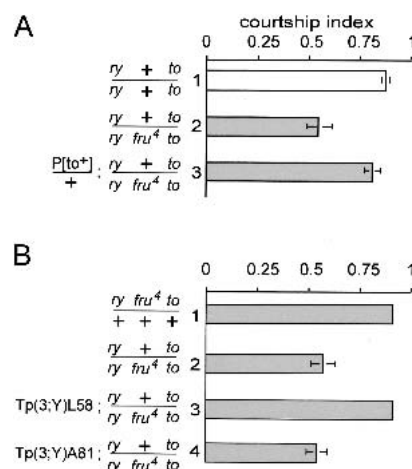 A
courtship index
0 0.25 0.5 0.75 1
ry + to
ry + to
1
ry + to
ry fru⁴ to
2
P[to⁺]
+
; ry + to
ry fru⁴ to
3
B
0 0.25 0.5 0.75 1
ry fru⁴ to
+ + +
1
ry + to
ry fru⁴ to
2
Tp(3;Y)L58 ; ry + to
ry fru⁴ to
3
Tp(3;Y)A81 ; ry + to
ry fru⁴ to
4